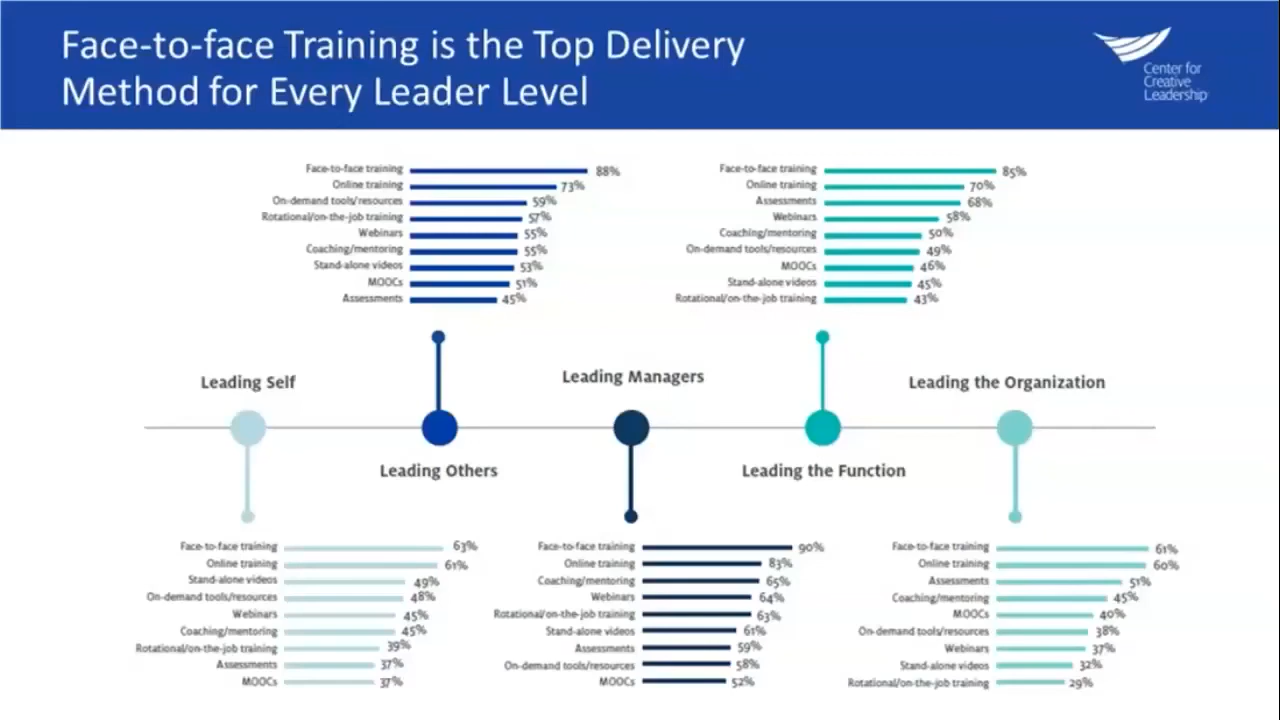 Face-to-face Training is the Top Delivery
Method for Every Leader Level
Center for
Creative
Leadership
Face-to-face training 88%
Online training 73%
On-demand tools/resources 59%
Rotational/on-the-job training 57%
Webinars 55%
Coaching/mentoring 55%
Stand-alone videos 53%
MOOCs 51%
Assessments 45%
Face-to-face training 85%
Online training 70%
Assessments 68%
Webinars 58%
Coaching/mentoring 50%
On-demand tools/resources 49%
MOOCs 46%
Stand-alone videos 45%
Rotational/on-the-job training 43%
Leading Self
Leading Managers
Leading the Organization
Leading Others
Leading the Function
Face-to-face training 63%
Online training 61%
Stand-alone videos 49%
On-demand tools/resources 48%
Webinars 45%
Coaching/mentoring 45%
Rotational/on-the-job training 39%
Assessments 37%
MOOCs 37%
Face-to-face training 90%
Online training 83%
Coaching/mentoring 65%
Webinars 64%
Rotational/on-the-job training 63%
Stand-alone videos 61%
Assessments 59%
On-demand tools/resources 58%
MOOCs 52%
Face-to-face training 61%
Online training 60%
Assessments 51%
Coaching/mentoring 45%
MOOCs 40%
On-demand tools/resources 38%
Webinars 37%
Stand-alone videos 32%
Rotational/on-the-job training 29%